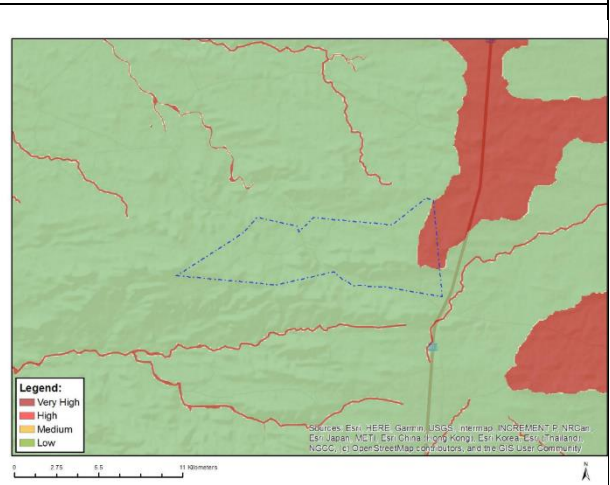 Legend:
Very High
High
Medium
Low
Sources: Esri, HERE, Garmin, USGS, Intermap, INCREMENT P, NRCan,
Esri Japan, METI, Esri China (Hong Kong), Esri Korea, Esri (Thailand),
NGCC, (c) OpenStreetMap contributors, and the GIS User Community
0 2.75 5.5 11 Kilometers
N